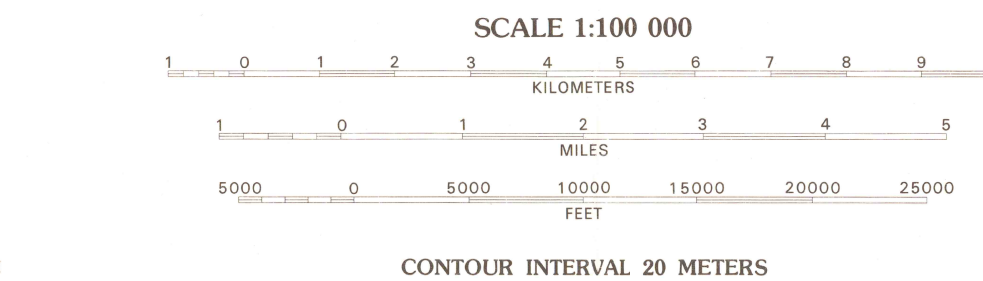 SCALE 1:100 000
1 0 1 2 3 4 5 6 7 8 9
KILOMETERS
1 0 1 2 3 4 5
MILES
5000 0 5000 10000 15000 20000 25000
FEET
CONTOUR INTERVAL 20 METERS